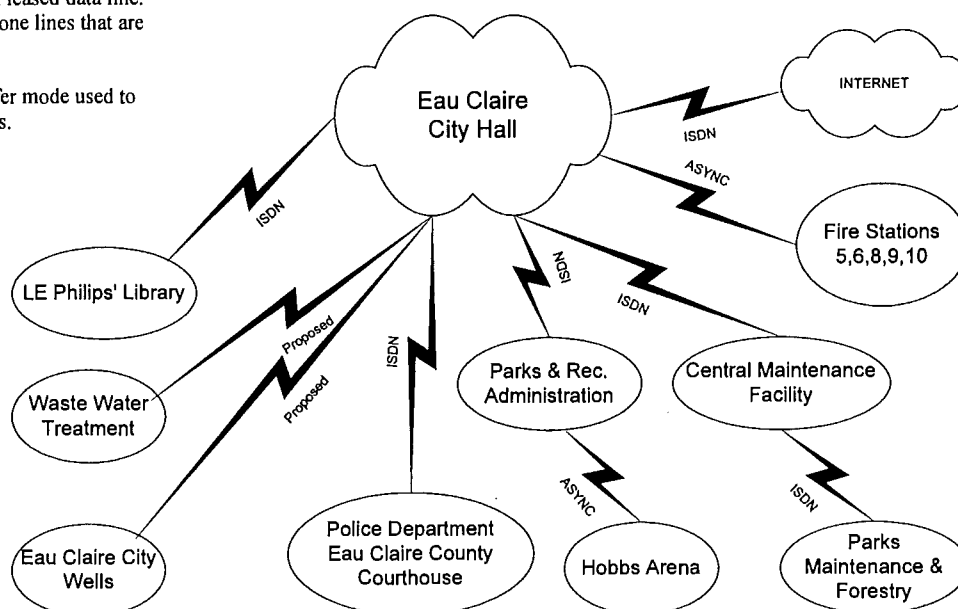 leased data line.
one lines that are
er mode used to
s.
Eau Claire
City Hall
INTERNET
ISDN
ASYNC
Fire Stations
5,6,8,9,10
ISDN
LE Philips' Library
Proposed
Waste Water
Treatment
Proposed
Eau Claire City
Wells
ISDN
Police Department
Eau Claire County
Courthouse
ISDN
Parks & Rec.
Administration
ASYNC
Hobbs Arena
ISDN
Central Maintenance
Facility
ISDN
Parks
Maintenance &
Forestry